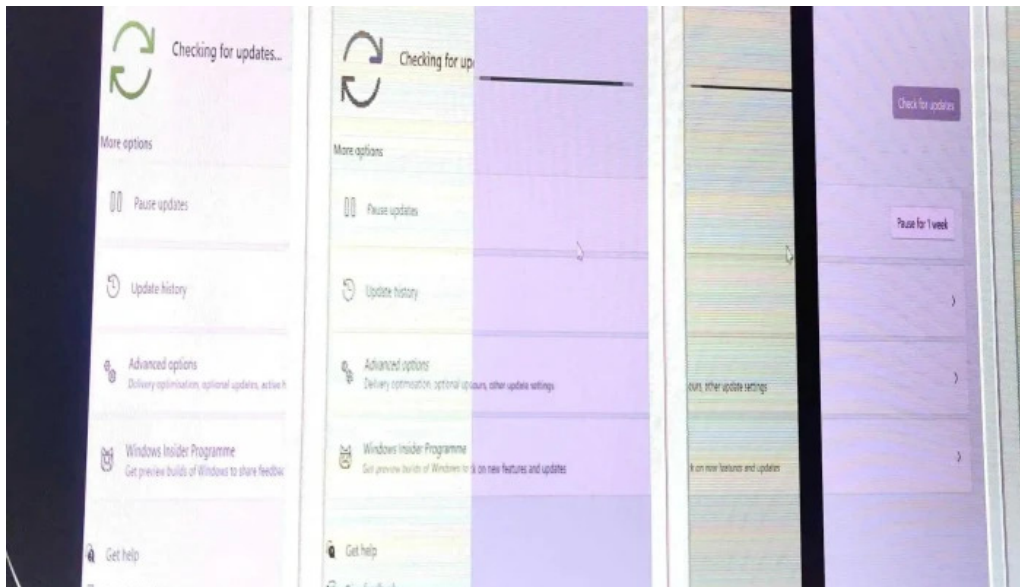 Checking for updates...
Checking for up
Check for updates
More options
More options
Pause updates
Pause updates
Pause for 1 week
Update history
Update history
Advanced options
Delivery optimisation, optional updates, active h
Advanced options
Delivery optimisation, optional up
ours, other update settings
ours, other update settings
Windows Insider Programme
Get preview builds of Windows to share feedbac
Windows Insider Programme
Get preview builds of Windows to
k on new features and updates
k on new features and updates
Get help
Get help